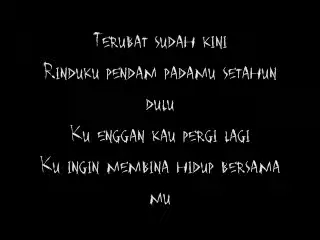 Terubat sudah kini
Rinduku pendam padamu setahun
dulu
Ku enggan kau pergi lagi
Ku ingin membina hidup bersama
mu